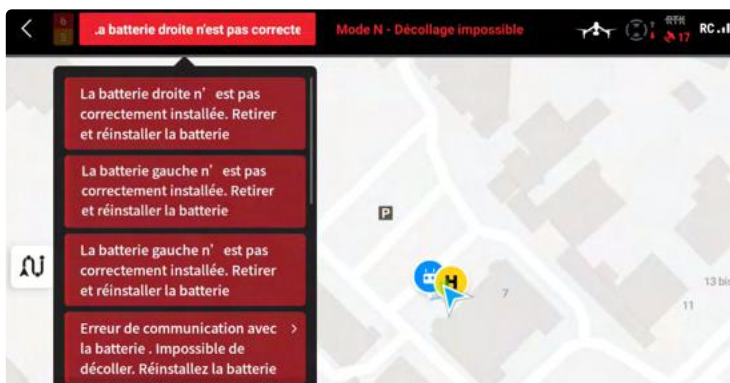 .a batterie droite n'est pas correcte
Mode N - Décollage impossible
RTK
17
RC
La batterie droite n' est pas
correctement installée. Retirer
et réinstaller la batterie
La batterie gauche n' est pas
correctement installée. Retirer
et réinstaller la batterie
La batterie gauche n' est pas
correctement installée. Retirer
et réinstaller la batterie
Erreur de communication avec
la batterie . Impossible de
décoller. Réinstallez la batterie
P
H
7
13 bis
11